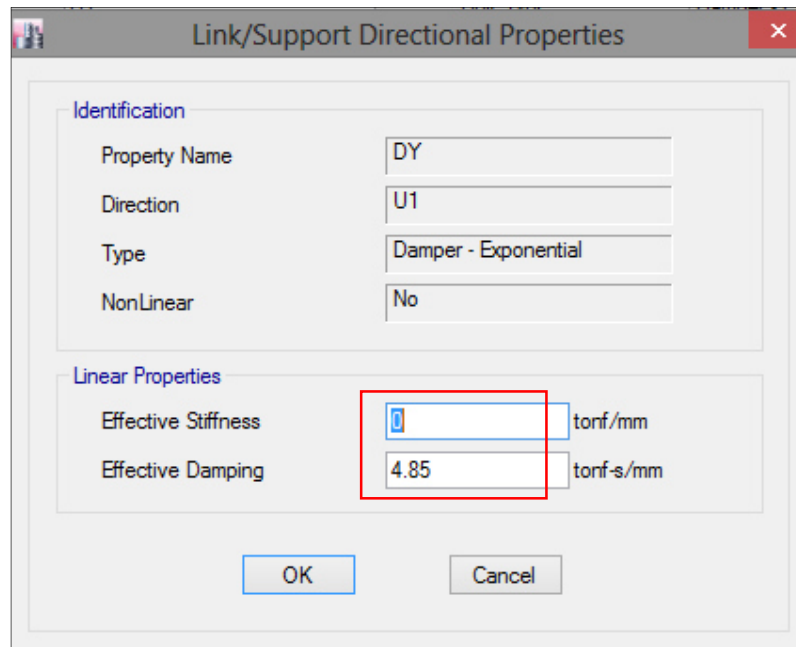 Link/Support Directional Properties
Identification
Property Name DY
Direction U1
Type Damper - Exponential
NonLinear No
Linear Properties
Effective Stiffness 0 tonf/mm
Effective Damping 4.85 tonf-s/mm
OK Cancel